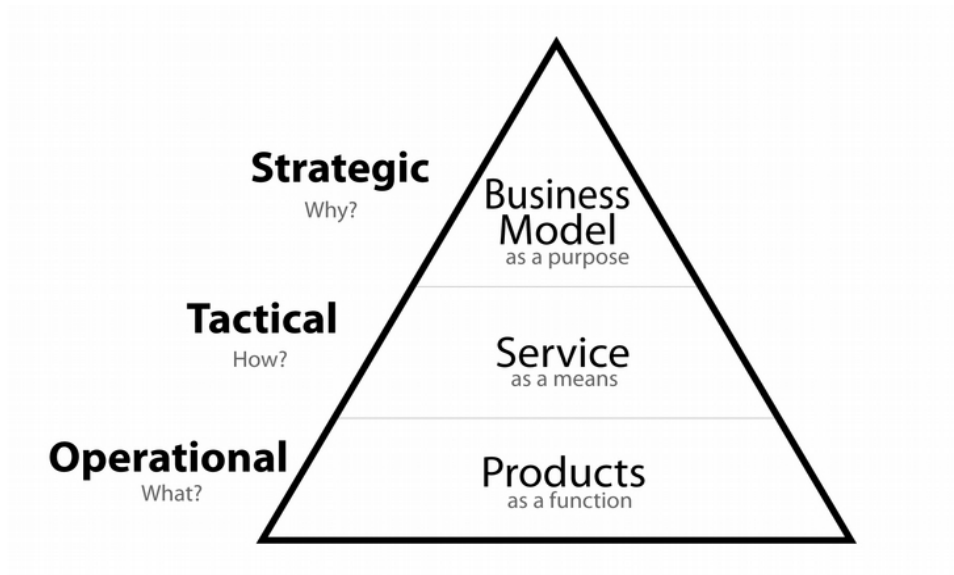 Strategic
Why?
Business
Model
as a purpose
Tactical
How?
Service
as a means
Operational
What?
Products
as a function